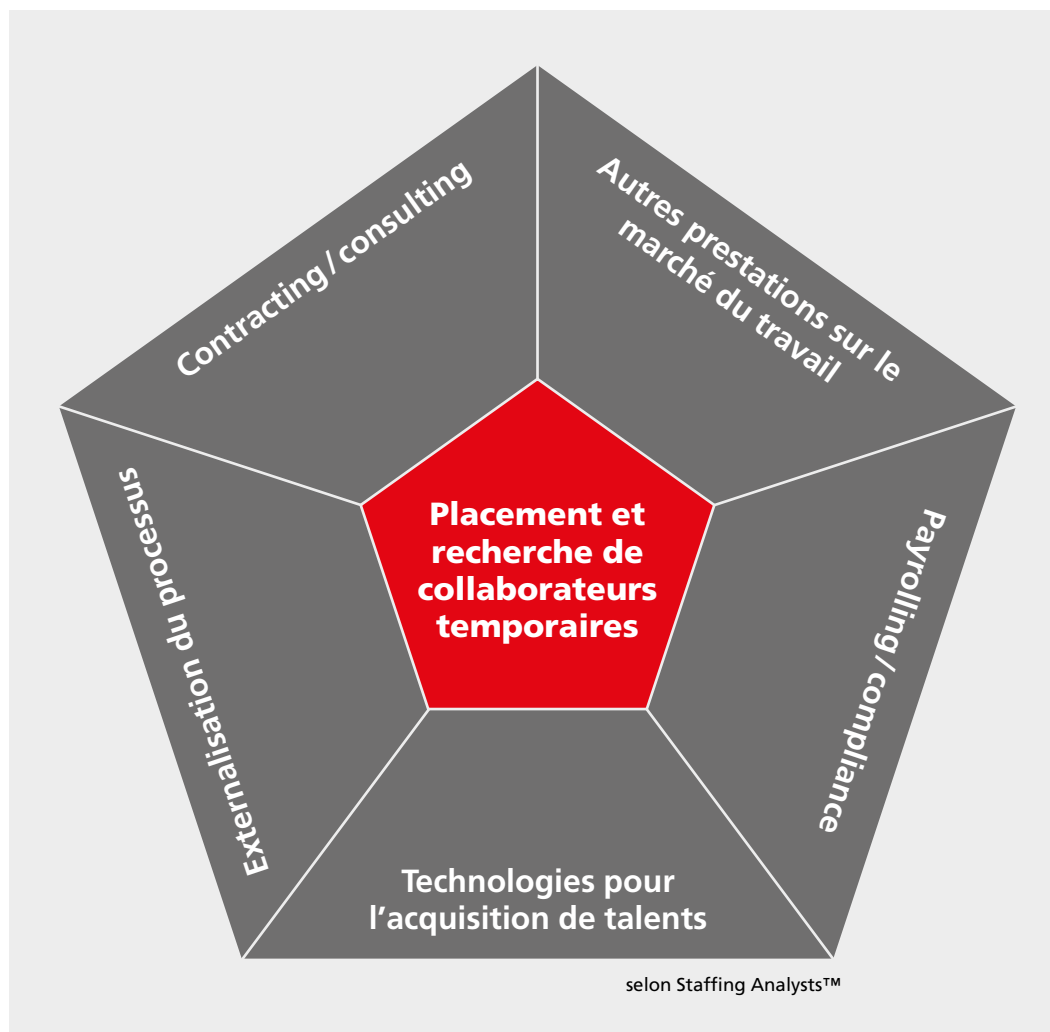 Contracting / consulting
Autres prestations sur le
marché du travail
Externalisation du processus
Placement et
recherche de
collaborateurs
temporaires
Payrolling / compliance
Technologies pour
l’acquisition de talents
selon Staffing Analysts™